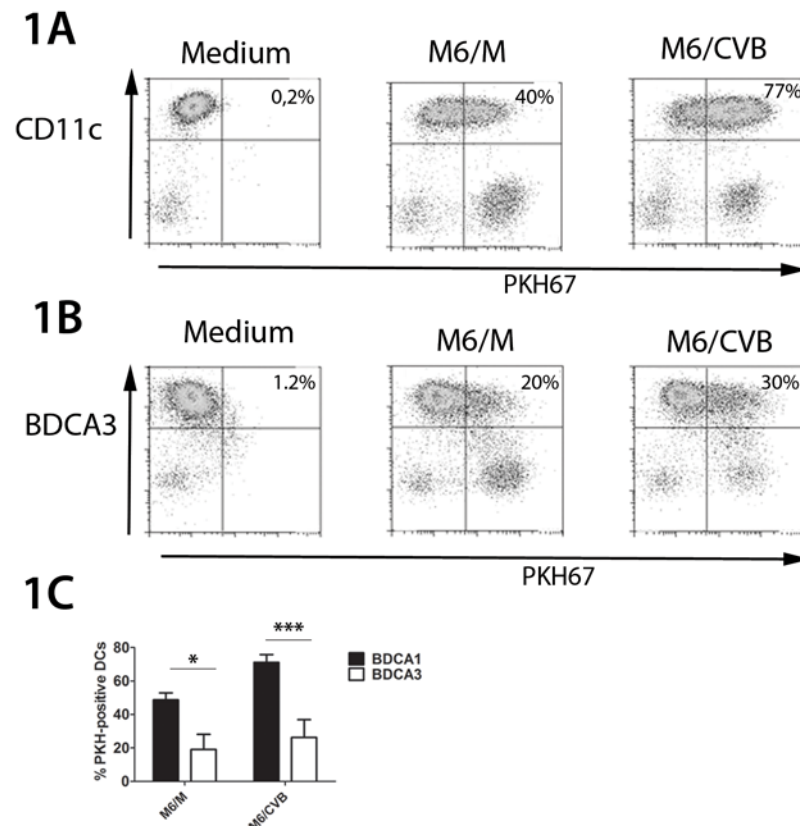 1A
Medium M6/M M6/CVB
CD11c 0,2% 40% 77%
PKH67
1B
Medium M6/M M6/CVB
BDCA3 1.2% 20% 30%
PKH67
1C
% PKH-positive DCs
80
60
40
20
0
* ***
BDCA1
BDCA3
M6/M M6/CVB